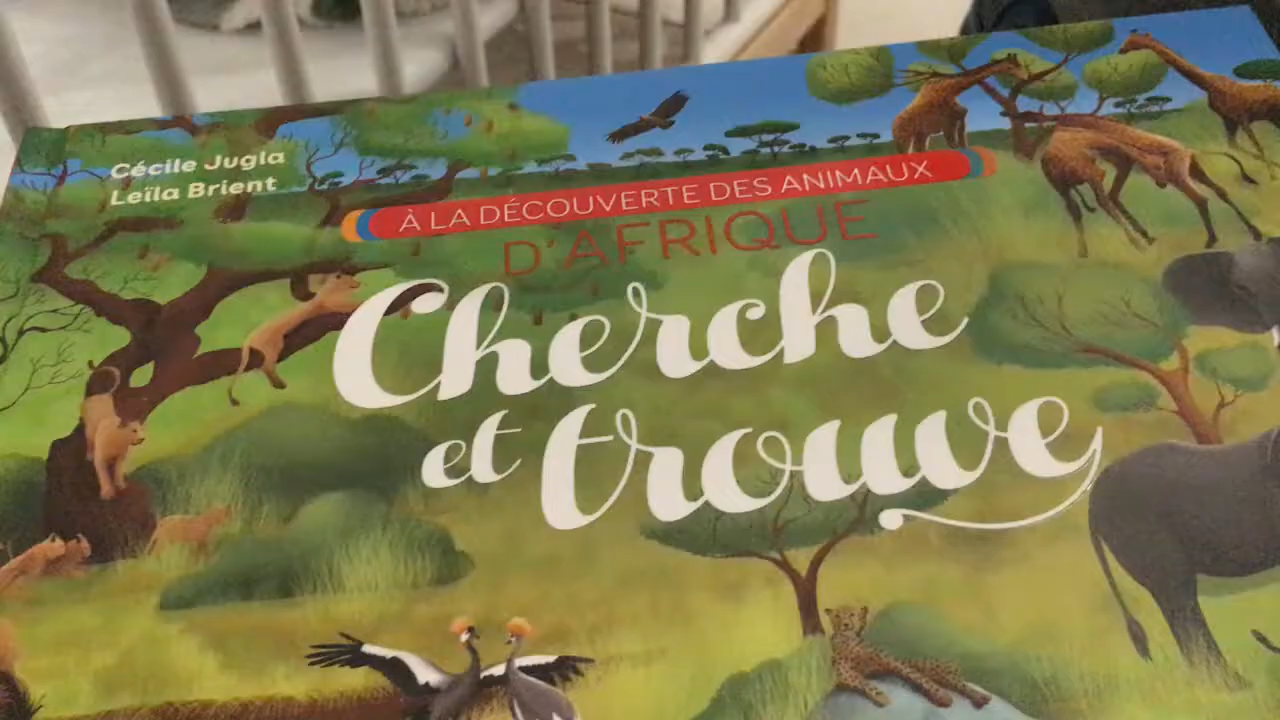 Cécile Jugla
Leïla Brient
À LA DÉCOUVERTE DES ANIMAUX
D'AFRIQUE
Cherche
et trouve